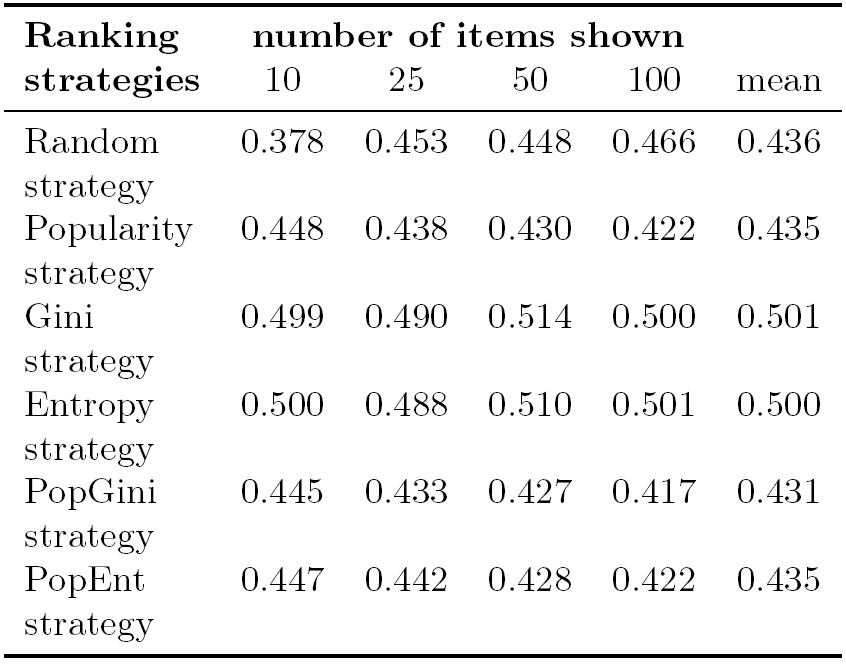 Ranking number of items shown
strategies 10 25 50 100 mean
Random 0.378 0.453 0.448 0.466 0.436
strategy
Popularity 0.448 0.438 0.430 0.422 0.435
strategy
Gini 0.499 0.490 0.514 0.500 0.501
strategy
Entropy 0.500 0.488 0.510 0.501 0.500
strategy
PopGini 0.445 0.433 0.427 0.417 0.431
strategy
PopEnt 0.447 0.442 0.428 0.422 0.435
strategy